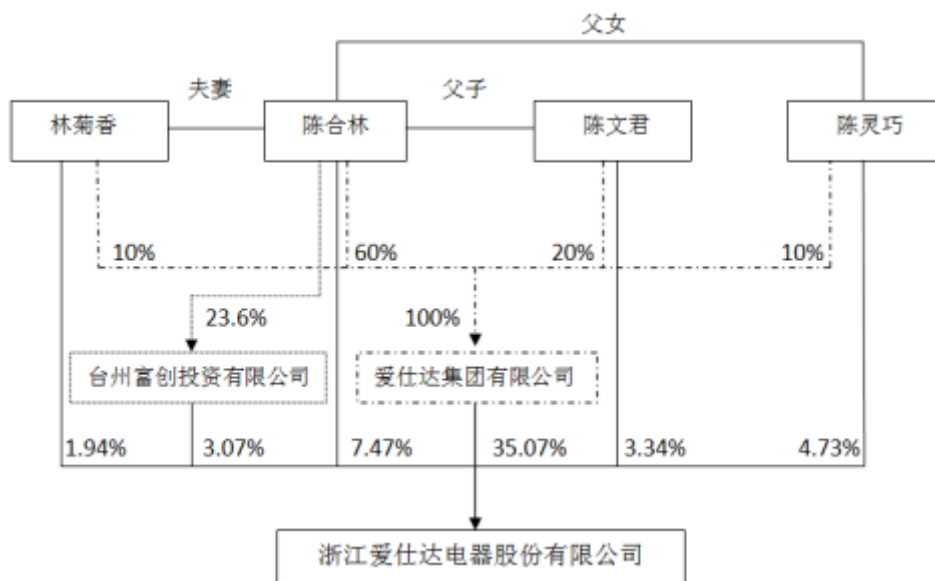 父女
夫妻
父子
林菊香
陈合林
陈文君
陈灵巧
10%
60%
20%
10%
23.6%
100%
台州富创投资有限公司
爱仕达集团有限公司
1.94%
3.07%
7.47%
35.07%
3.34%
4.73%
浙江爱仕达电器股份有限公司